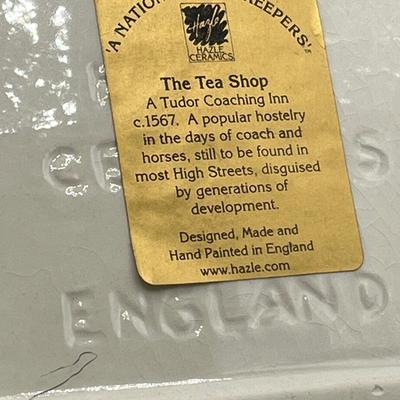 'A NATION KEEPERS'
Hazle
HAZLE
CERAMICS
The Tea Shop
A Tudor Coaching Inn
c.1567. A popular hostelry
in the days of coach and
horses, still to be found in
most High Streets, disguised
by generations of
development.
Designed, Made and
Hand Painted in England
www.hazle.com
ENGLAND